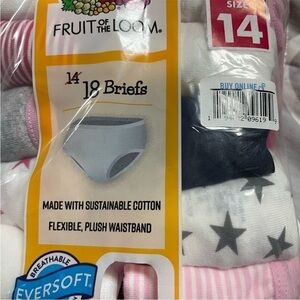 SIZE
14
FRUIT OF THE LOOM®
14 18 Briefs
BUY ONLINE
MADE WITH SUSTAINABLE COTTON
FLEXIBLE, PLUSH WAISTBAND
BREATHABLE
EVERSOFT